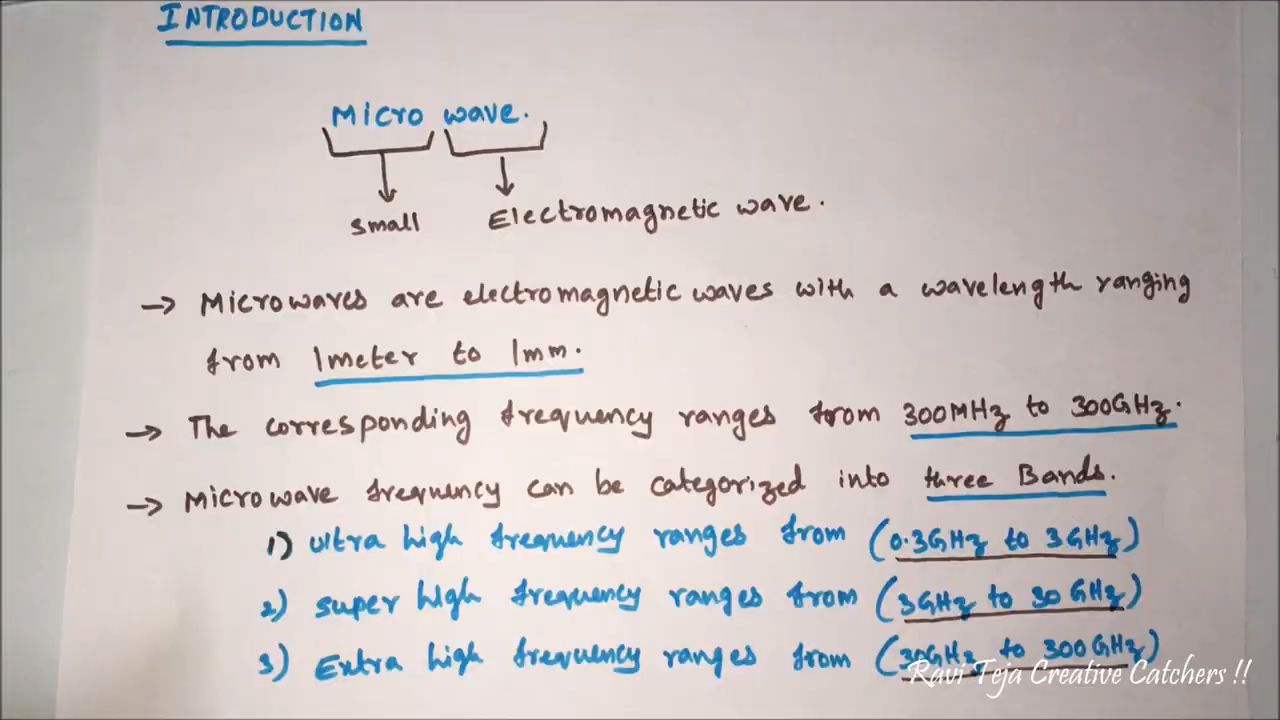 INTRODUCTION
Micro wave.
small Electromagnetic wave.
→ Microwaves are electromagnetic waves with a wavelength ranging
from 1meter to 1mm.
→ The corresponding frequency ranges from 300MHz to 300GHz.
→ Microwave frequency can be categorized into three Bands.
1) Ultra high frequency ranges from (0.3GHz to 3GHz)
2) super high frequency ranges from (3GHz to 30GHz)
3) Extra high frequency ranges from (30GHz to 300GHz)
Ravi Teja Creative Catchers !!